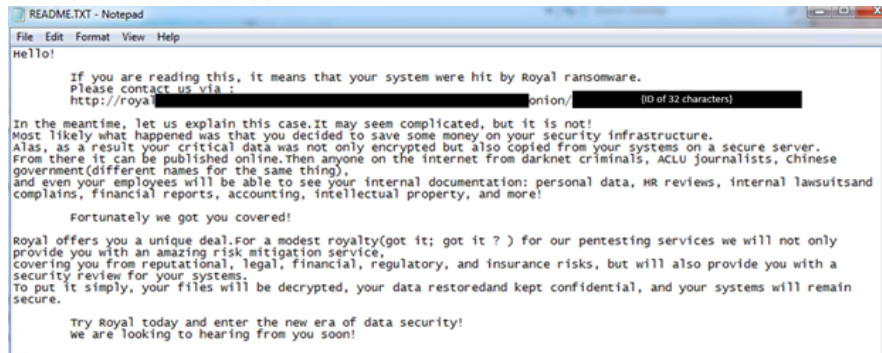 README.TXT - Notepad
File Edit Format View Help
Hello!
If you are reading this, it means that your system were hit by Royal ransomware.
Please contact us via :
http://royal onion/ (ID of 32 characters)
In the meantime, let us explain this case.It may seem complicated, but it is not!
Most likely what happened was that you decided to save some money on your security infrastructure.
Alas, as a result your critical data was not only encrypted but also copied from your systems on a secure server.
From there it can be published online.Then anyone on the internet from darknet criminals, ACLU journalists, Chinese
government(different names for the same thing),
and even your employees will be able to see your internal documentation: personal data, HR reviews, internal lawsuitsand
complains, financial reports, accounting, intellectual property, and more!
Fortunately we got you covered!
Royal offers you a unique deal.For a modest royalty(got it; got it ? ) for our pentesting services we will not only
provide you with an amazing risk mitigation service,
covering you from reputational, legal, financial, regulatory, and insurance risks, but will also provide you with a
security review for your systems.
To put it simply, your files will be decrypted, your data restoredand kept confidential, and your systems will remain
secure.
Try Royal today and enter the new era of data security!
We are looking to hearing from you soon!